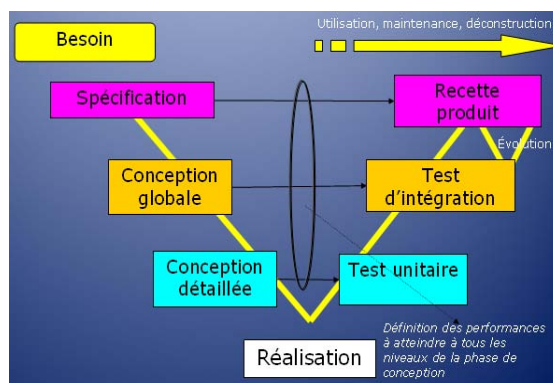 Besoin
Utilisation, maintenance, déconstruction
Spécification
Recette
produit
Évolution
Conception
globale
Test
d'intégration
Conception
détaillée
Test unitaire
Réalisation
Définition des performances
à atteindre à tous les
niveaux de la phase de
conception